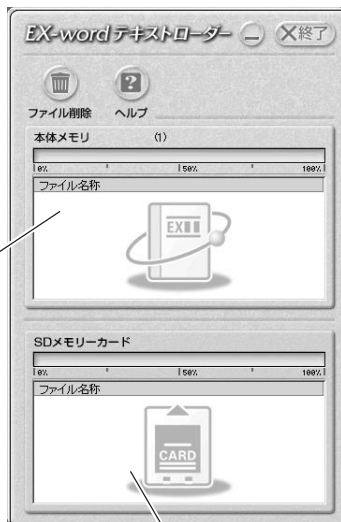 EX-word テキストローダー
×終了
?
ファイル削除 ヘルプ
本体メモリ (1)
0% 50% 100%
ファイル名称
EX
SDメモリーカード
0% 50% 100%
ファイル名称
CARD